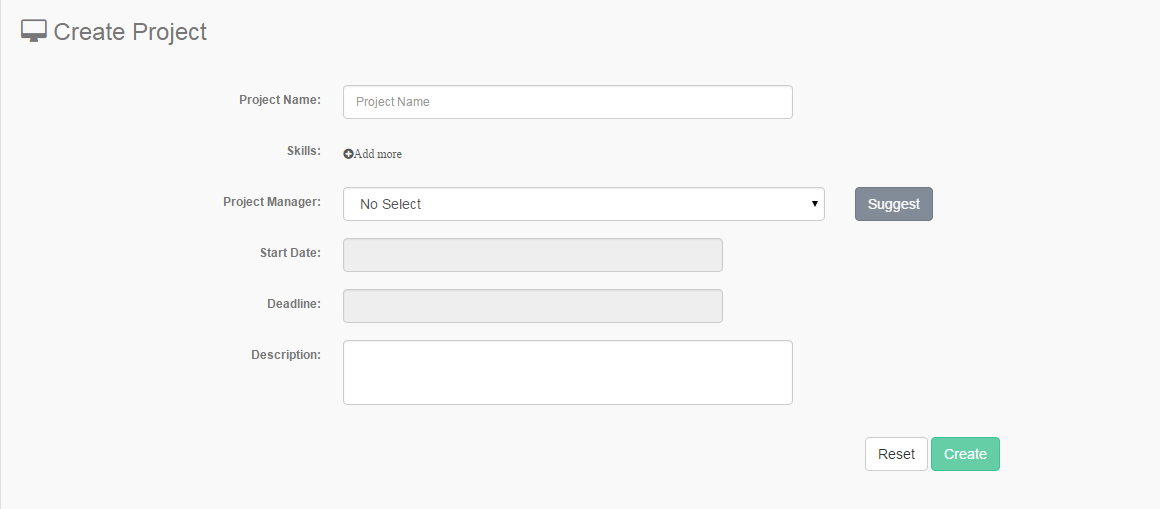 Create Project
Project Name: Project Name
Skills: Add more
Project Manager: No Select Suggest
Start Date:
Deadline:
Description:
Reset Create